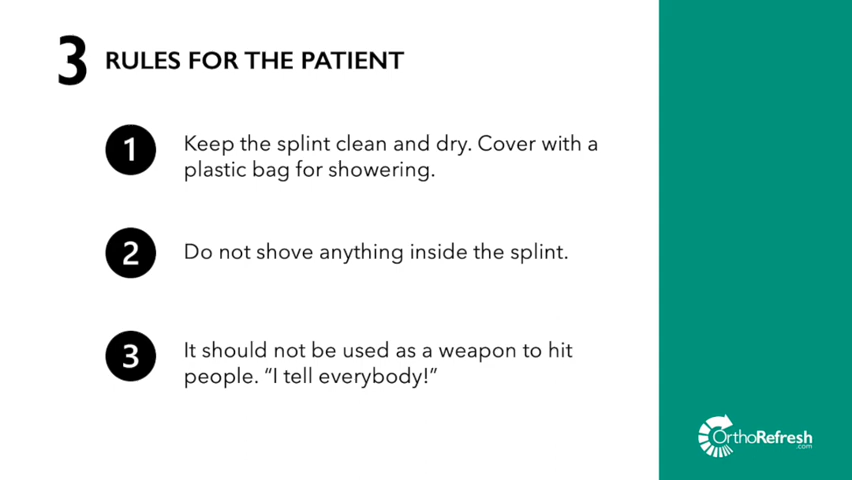 3 RULES FOR THE PATIENT
1 Keep the splint clean and dry. Cover with a
plastic bag for showering.
2 Do not shove anything inside the splint.
3 It should not be used as a weapon to hit
people. “I tell everybody!”
OrthoRefresh
.com